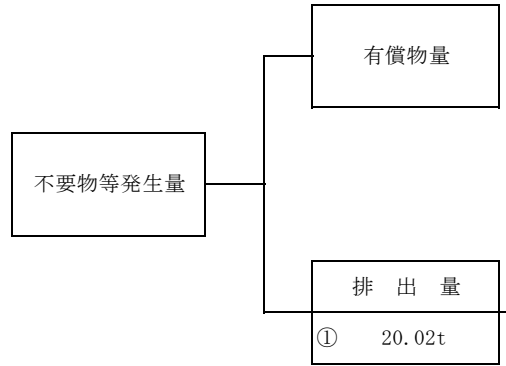 有償物量
不要物等発生量
排 出 量
① 20.02t